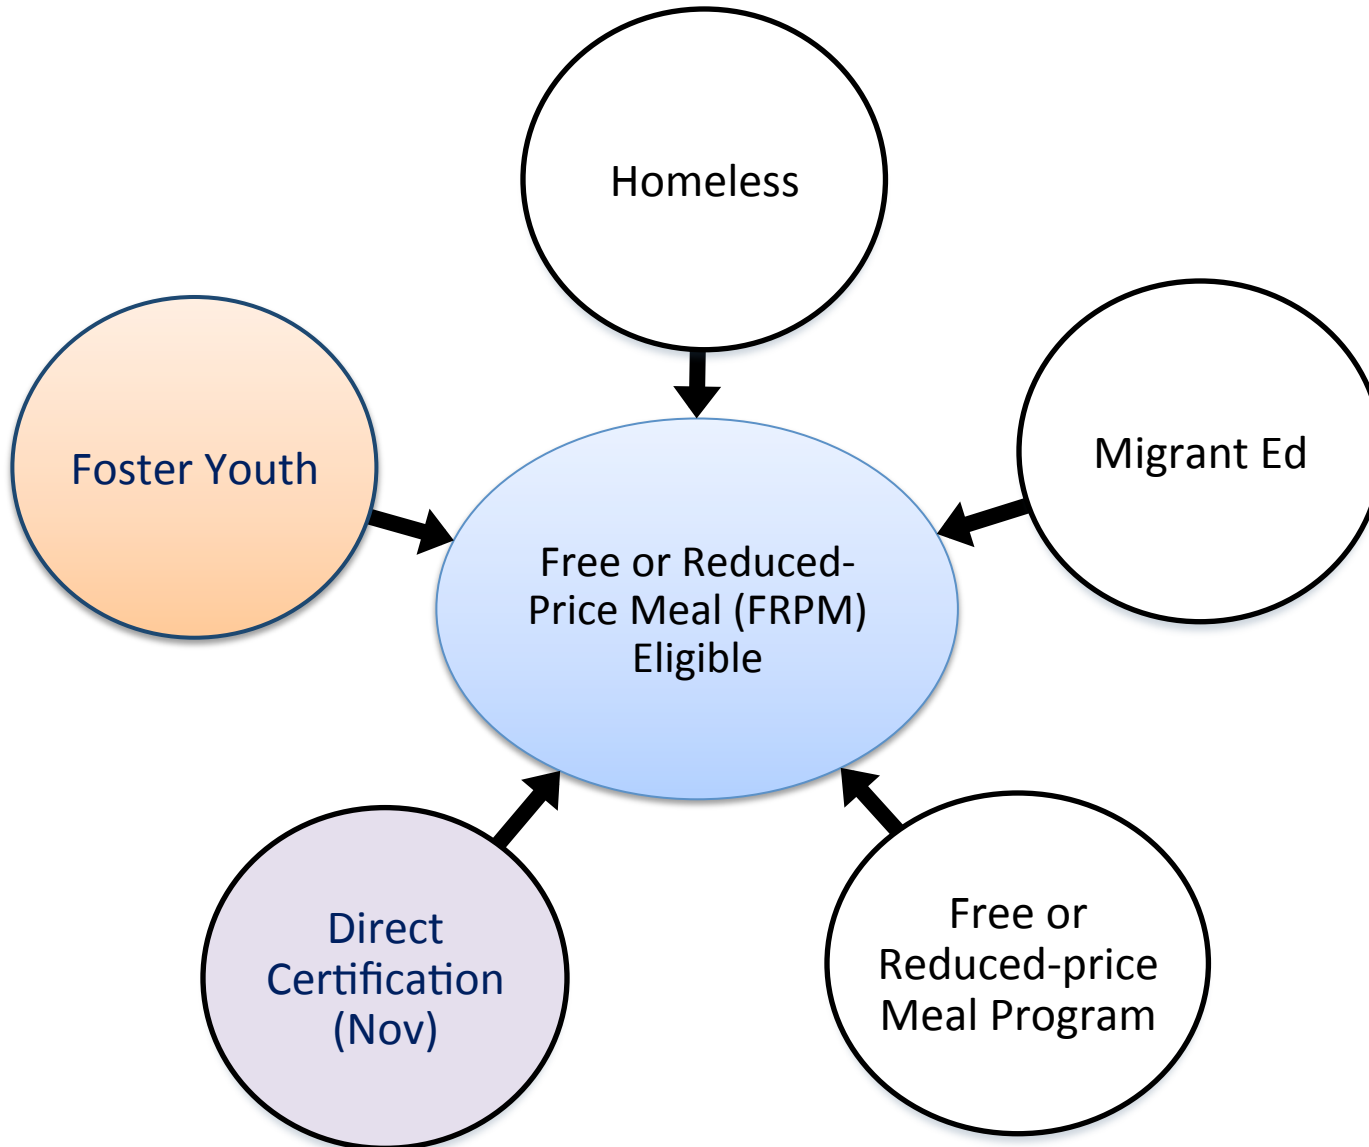 Homeless
Foster Youth
Migrant Ed
Free or Reduced-
Price Meal (FRPM)
Eligible
Direct
Certification
(Nov)
Free or
Reduced-price
Meal Program